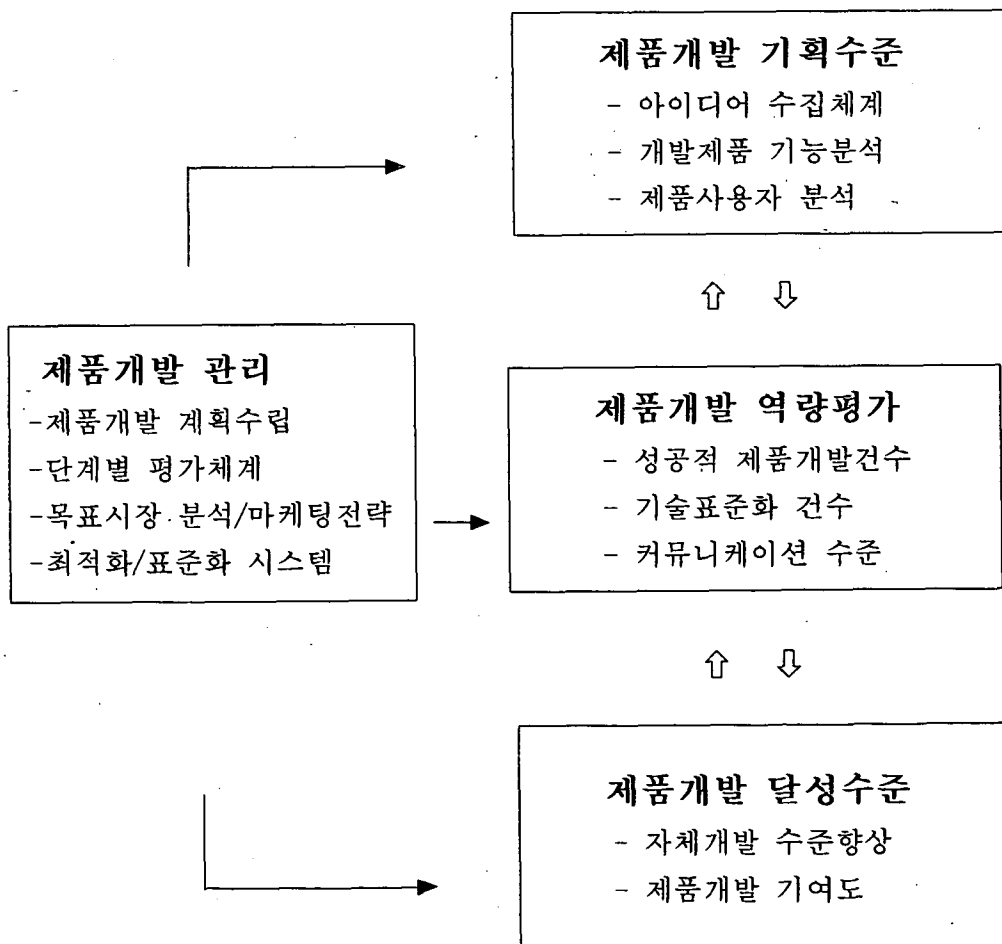 제품개발 기획수준
- 아이디어 수집체계
- 개발제품 기능분석
- 제품사용자 분석
제품개발 관리
-제품개발 계획수립
-단계별 평가체계
-목표시장 분석/마케팅전략
-최적화/표준화 시스템
제품개발 역량평가
- 성공적 제품개발건수
- 기술표준화 건수
- 커뮤니케이션 수준
제품개발 달성수준
- 자체개발 수준향상
- 제품개발 기여도